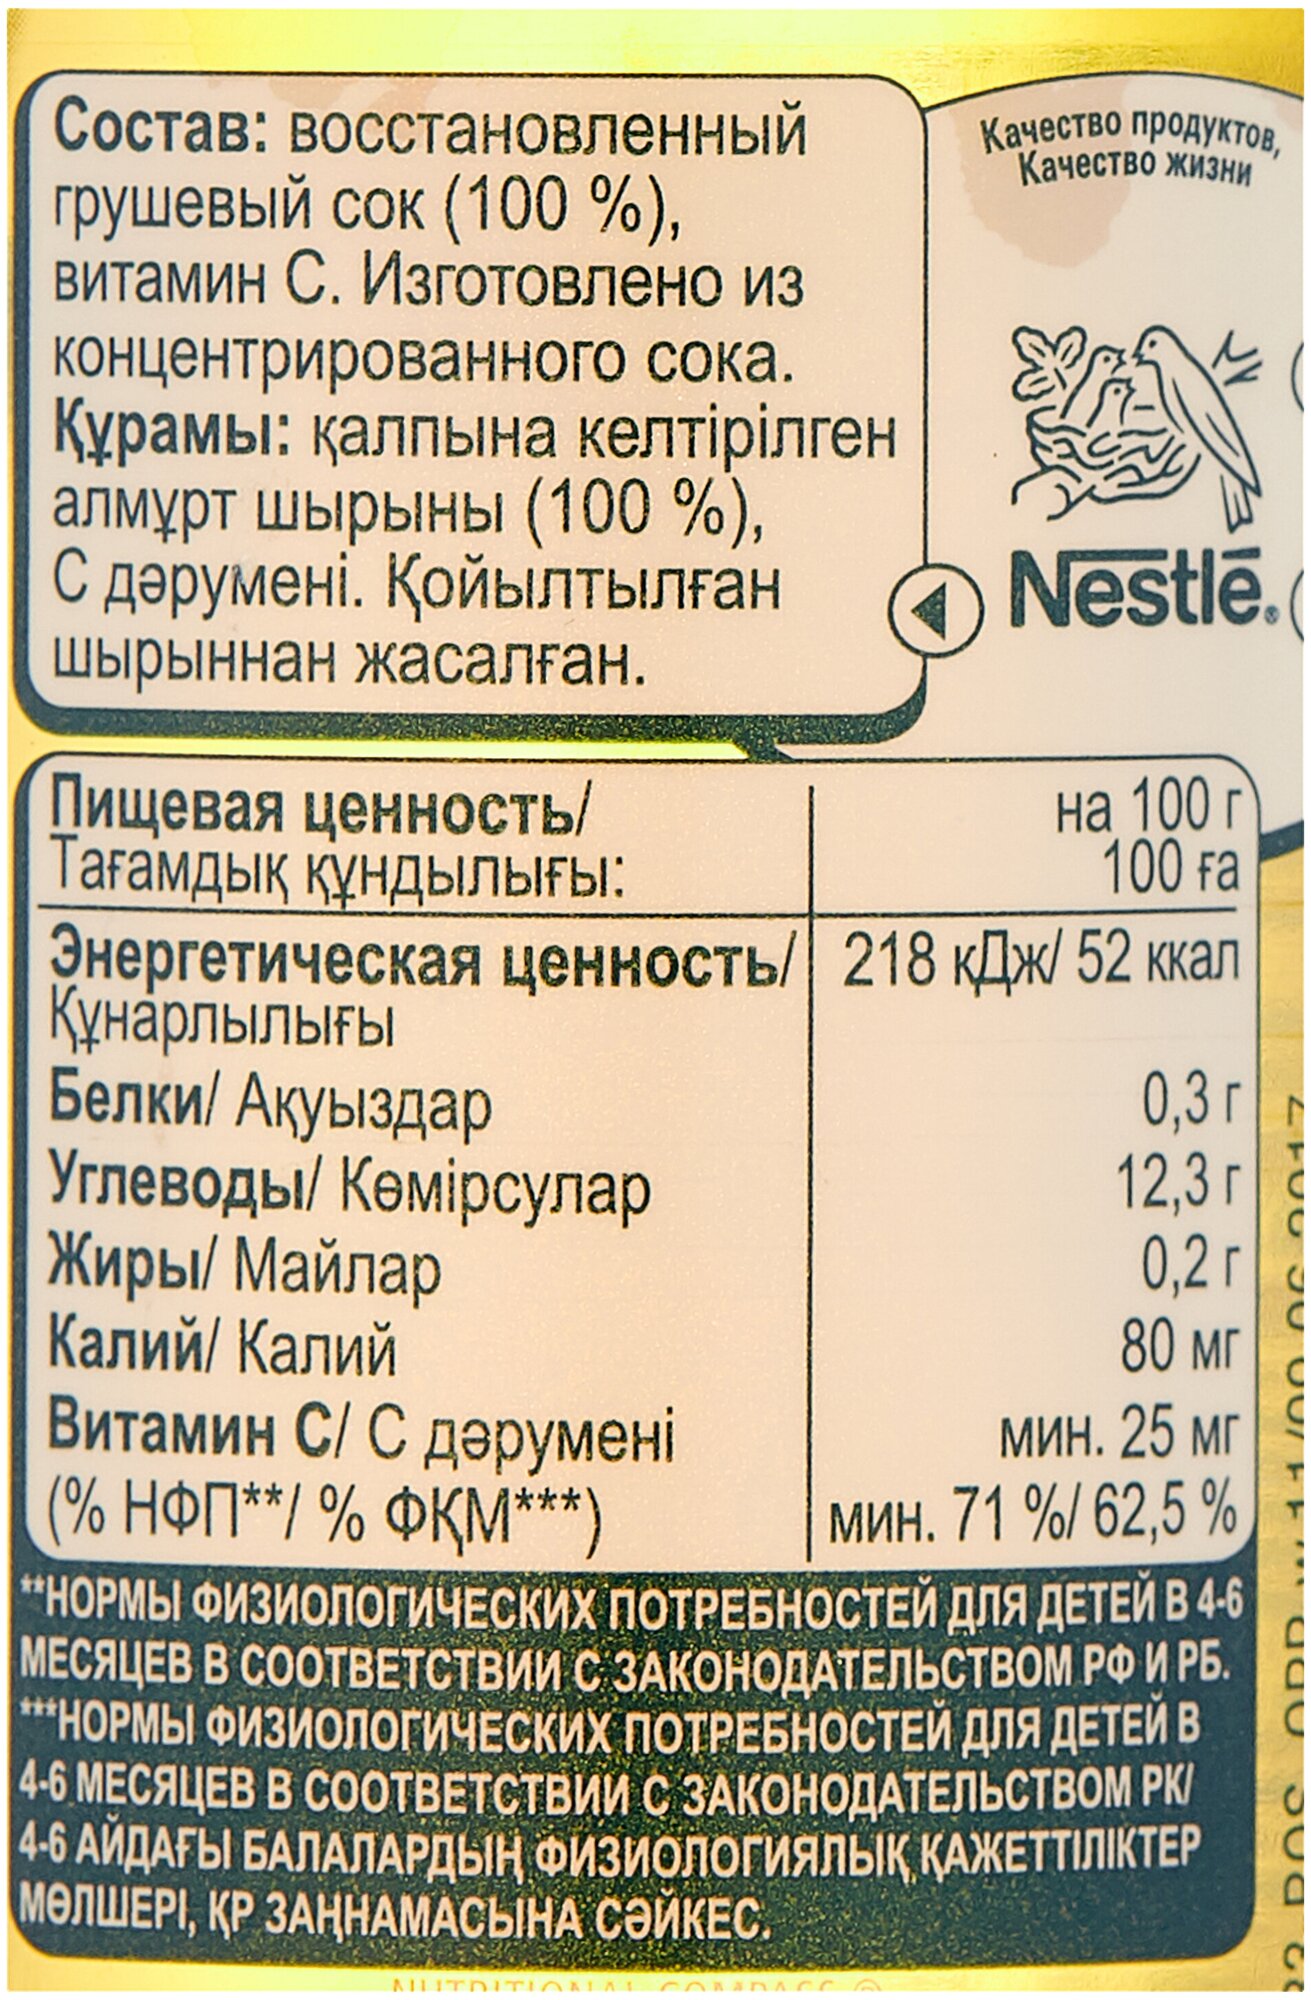 Состав: восстановленный
грушевый сок (100 %),
витамин С. Изготовлено из
концентрированного сока.
Құрамы: қалпына келтірілген
алмұрт шырыны (100 %),
С дәрумені. Қойылтылған
шырыннан жасалған.
Качество продуктов,
Качество жизни
Nestlé®
Пищевая ценность/ на 100 г
Тағамдық құндылығы: 100 ға
Энергетическая ценность/ 218 кДж/ 52 ккал
Құнарлылығы
Белки/ Ақуыздар 0,3 г
Углеводы/ Көмірсулар 12,3 г
Жиры/ Майлар 0,2 г
Калий/ Калий 80 мг
Витамин С/ С дәрумені мин. 25 мг
(% НФП**/ % ФҚМ***) мин. 71 %/ 62,5 %
**НОРМЫ ФИЗИОЛОГИЧЕСКИХ ПОТРЕБНОСТЕЙ ДЛЯ ДЕТЕЙ В 4-6
МЕСЯЦЕВ В СООТВЕТСТВИИ С ЗАКОНОДАТЕЛЬСТВОМ РФ И РБ.
***НОРМЫ ФИЗИОЛОГИЧЕСКИХ ПОТРЕБНОСТЕЙ ДЛЯ ДЕТЕЙ В
4-6 МЕСЯЦЕВ В СООТВЕТСТВИИ С ЗАКОНОДАТЕЛЬСТВОМ РК/
4-6 АЙДАҒЫ БАЛАЛАРДЫҢ ФИЗИОЛОГИЯЛЫҚ ҚАЖЕТТІЛІКТЕР
МӨЛШЕРІ, ҚР ЗАҢНАМАСЫНА СӘЙКЕС.
NUTRITIONAL COMPASS ®